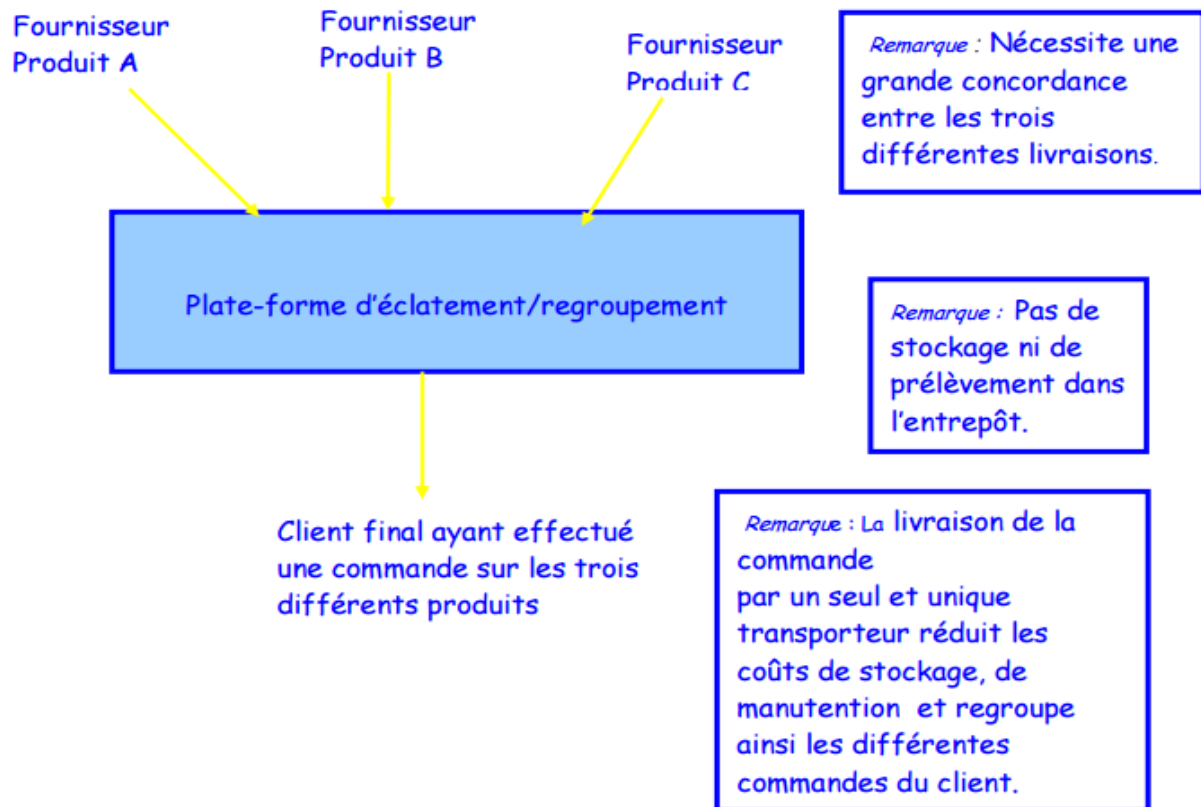 Fournisseur
Produit A
Fournisseur
Produit B
Fournisseur
Produit C
Remarque : Nécessite une
grande concordance
entre les trois
différentes livraisons.
Plate-forme d'éclatement/regroupement
Remarque : Pas de
stockage ni de
prélèvement dans
l'entrepôt.
Client final ayant effectué
une commande sur les trois
différents produits
Remarque : La livraison de la
commande
par un seul et unique
transporteur réduit les
coûts de stockage, de
manutention et regroupe
ainsi les différentes
commandes du client.